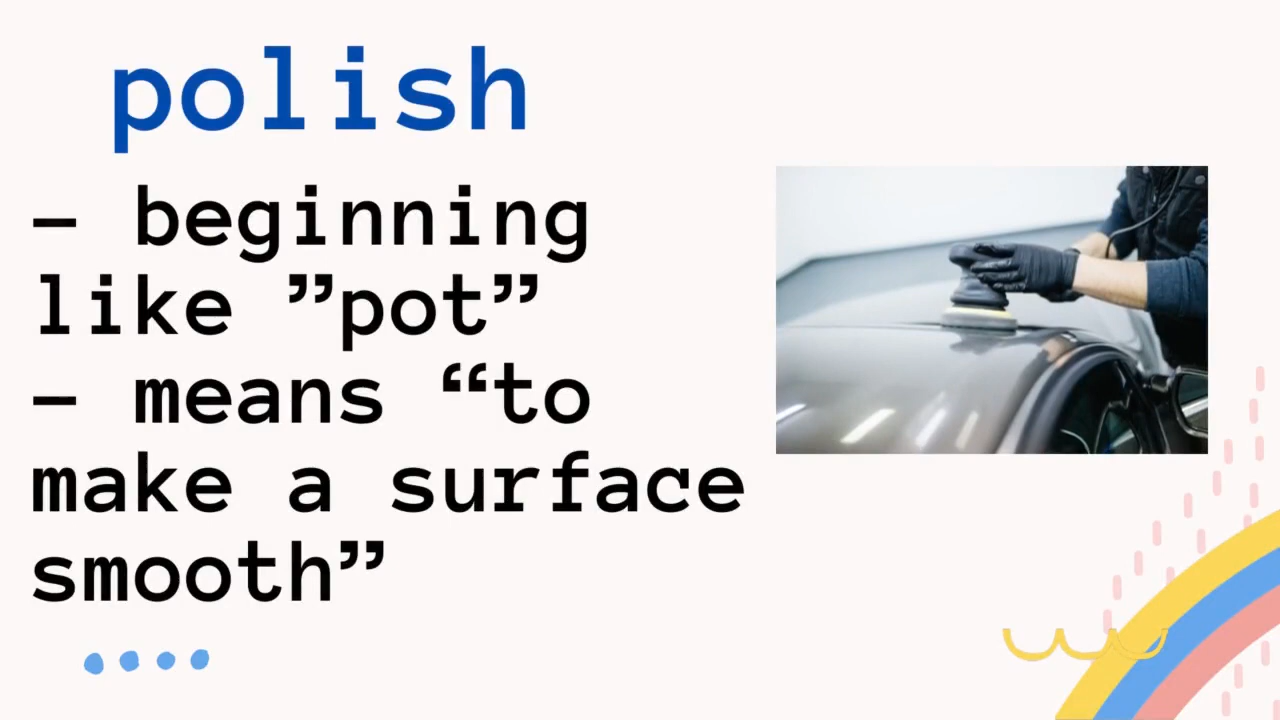 polish
– beginning
like ”pot”
– means “to
make a surface
smooth”